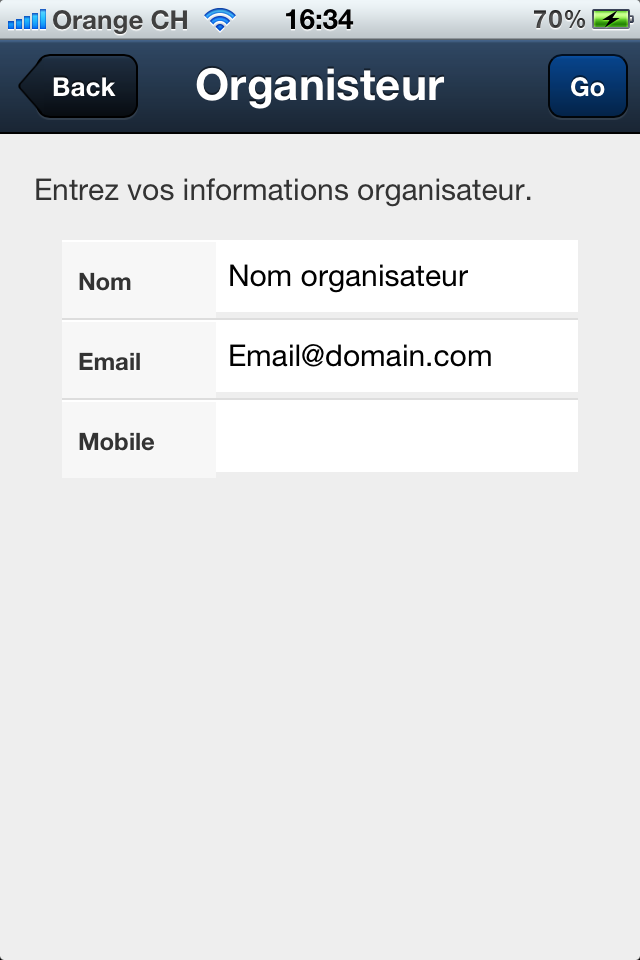 Orange CH 16:34 70%
Back Organisteur Go
Entrez vos informations organisateur.
Nom Nom organisateur
Email Email@domain.com
Mobile